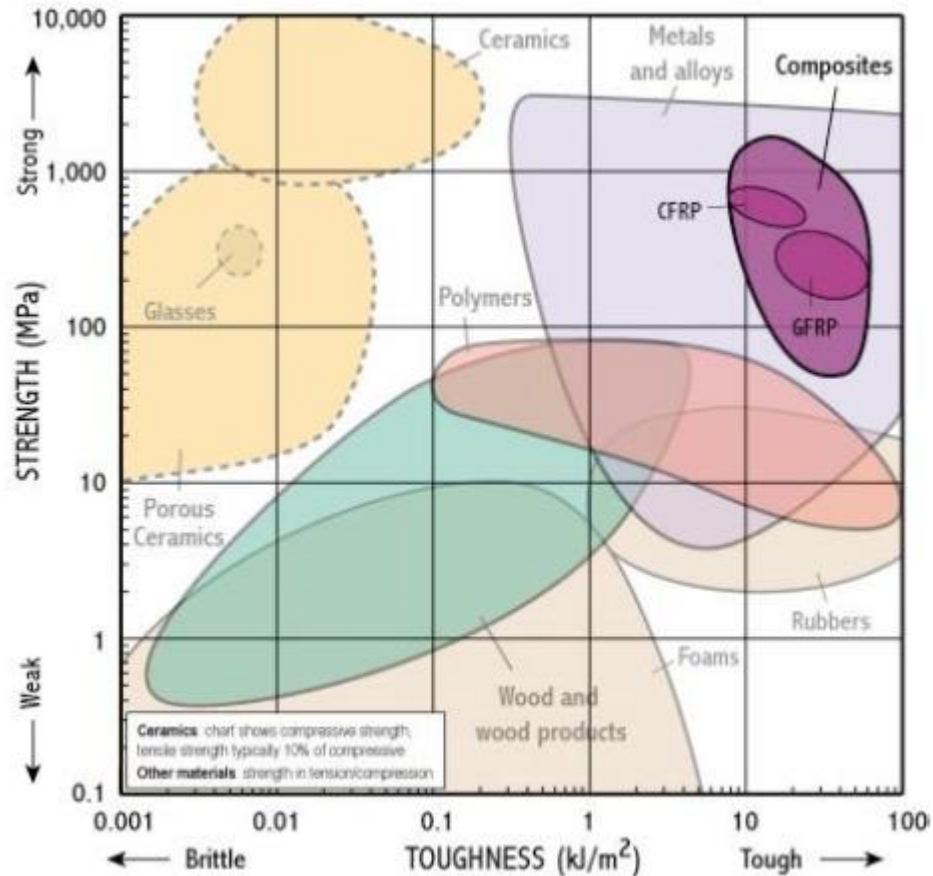 10,000
Ceramics
Metals
and alloys
Composites
Strong
1,000
CFRP
Glasses
Polymers
GFRP
100
STRENGTH (MPa)
10
Porous
Ceramics
Rubbers
1
Foams
Weak
Wood and
wood products
Ceramics chart shows compressive strength,
tensile strength typically 10% of compressive
Other materials strength in tension/compression
0.1
0.001 0.01 0.1 1 10 100
Brittle TOUGHNESS (kJ/m²) Tough